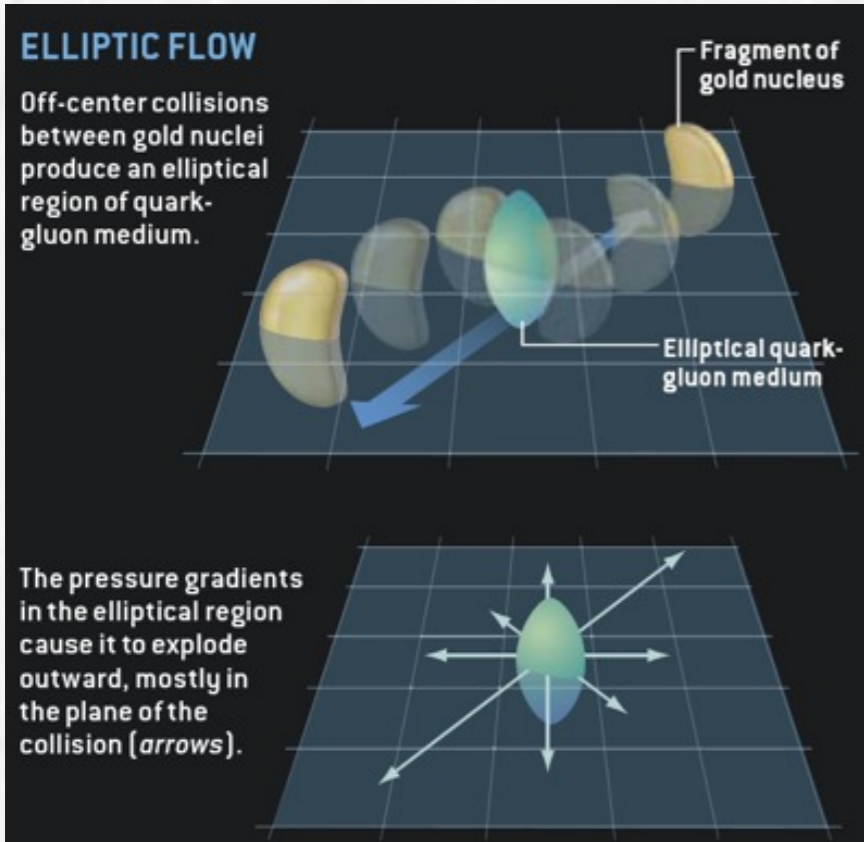 ELLIPTIC FLOW
Off-center collisions
between gold nuclei
produce an elliptical
region of quark-
gluon medium.
Fragment of
gold nucleus
Elliptical quark-
gluon medium
The pressure gradients
in the elliptical region
cause it to explode
outward, mostly in
the plane of the
collision (arrows).